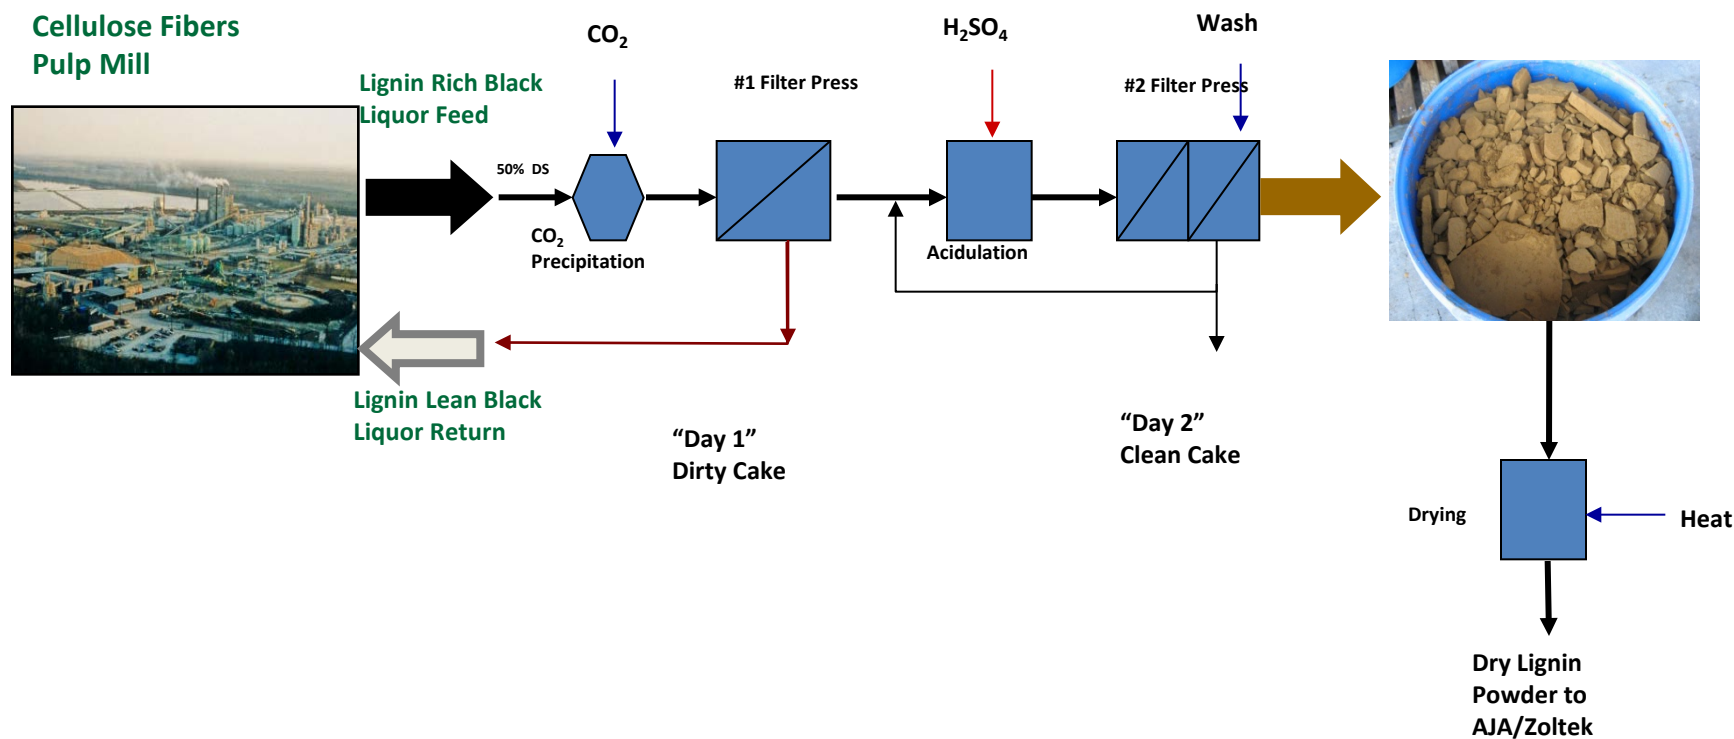 Cellulose Fibers
Pulp Mill
Lignin Rich Black
Liquor Feed
CO₂
#1 Filter Press
H₂SO₄
Wash
#2 Filter Press
50% DS
CO₂
Precipitation
Acidulation
Lignin Lean Black
Liquor Return
“Day 1”
Dirty Cake
“Day 2”
Clean Cake
Drying
Heat
Dry Lignin
Powder to
AJA/Zoltek